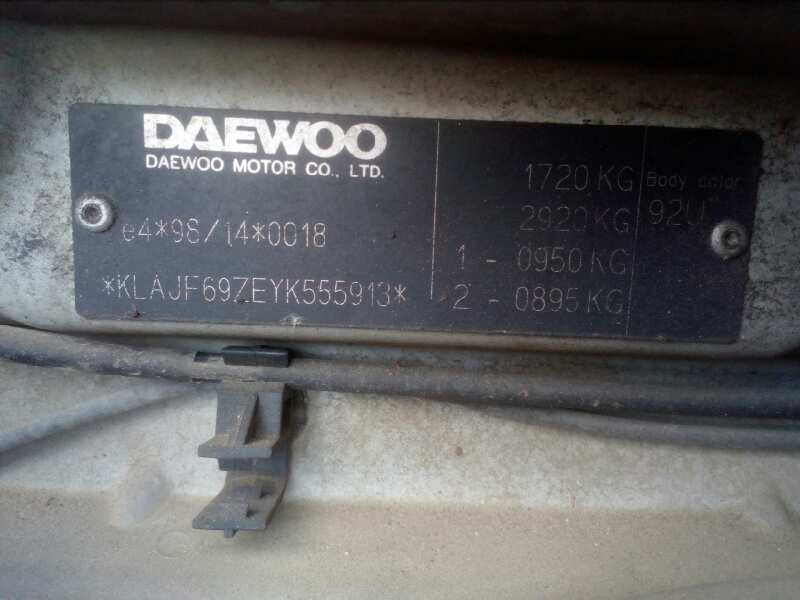 DAEWOO
DAEWOO MOTOR CO., LTD.
e4*98/14*0018
*KLAJF69ZEYK555913*
1720 KG
2920 KG
1 - 0950 KG
2 - 0895 KG
Body color
92U